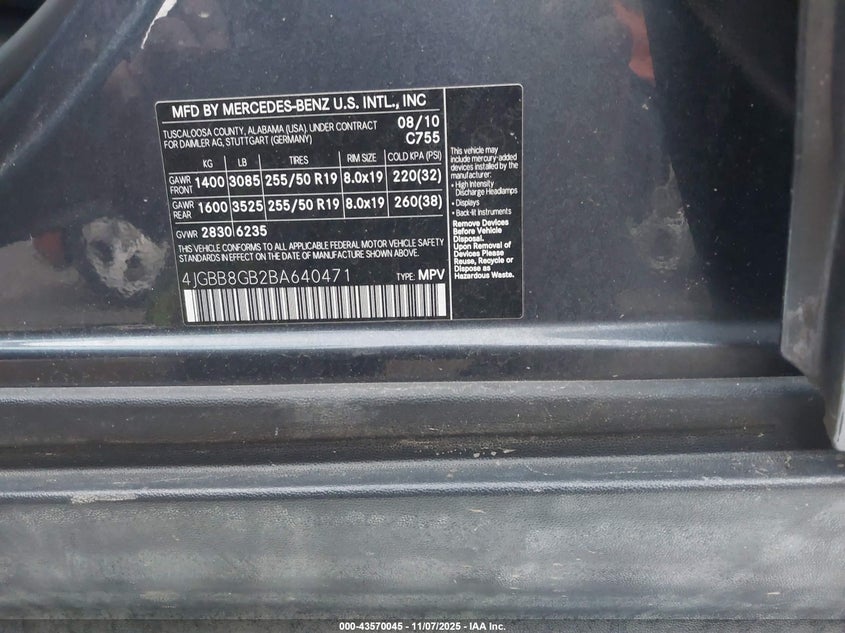 MFD BY MERCEDES-BENZ U.S. INTL., INC
TUSCALOOSA COUNTY, ALABAMA (USA). UNDER CONTRACT 08/10
FOR DAIMLER AG, STUTTGART (GERMANY) C755
KG LB TIRES RIM SIZE COLD KPA (PSI)
GAWR FRONT 1400 3085 255/50 R19 8.0x19 220(32)
GAWR REAR 1600 3525 255/50 R19 8.0x19 260(38)
GVWR 2830 6235
THIS VEHICLE CONFORMS TO ALL APPLICABLE FEDERAL MOTOR VEHICLE SAFETY
STANDARDS IN EFFECT ON THE DATE OF MANUFACTURE SHOWN ABOVE.
4JGBB8GB2BA640471 TYPE: MPV
This vehicle may
include mercury-added
devices installed by the
manufacturer:
• High Intensity
Discharge Headlamps
• Displays
• Back-lit Instruments
Remove Devices
Before Vehicle
Disposal.
Upon Removal of
Devices Please
Reuse, Recycle or
Dispose as
Hazardous Waste.
000-43570045 — 11/07/2025 — IAA Inc.